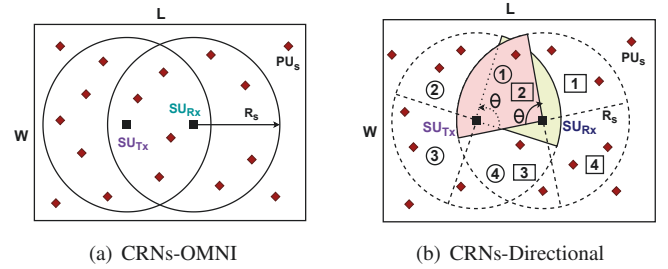 L
W
PUs
SURx
SUTx
Rs
(a) CRNs-OMNI
L
W
PUs
1
1
2
2
θ
θ
SUTx
SURx
Rs
3
4
3
4
(b) CRNs-Directional